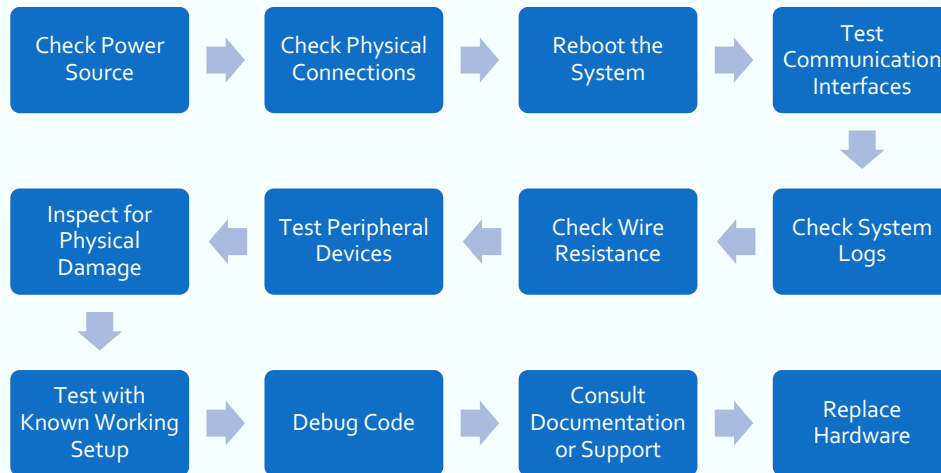 Check Power
Source
Check Physical
Connections
Reboot the
System
Test
Communication
Interfaces
Check System
Logs
Check Wire
Resistance
Test Peripheral
Devices
Inspect for
Physical
Damage
Test with
Known Working
Setup
Debug Code
Consult
Documentation
or Support
Replace
Hardware